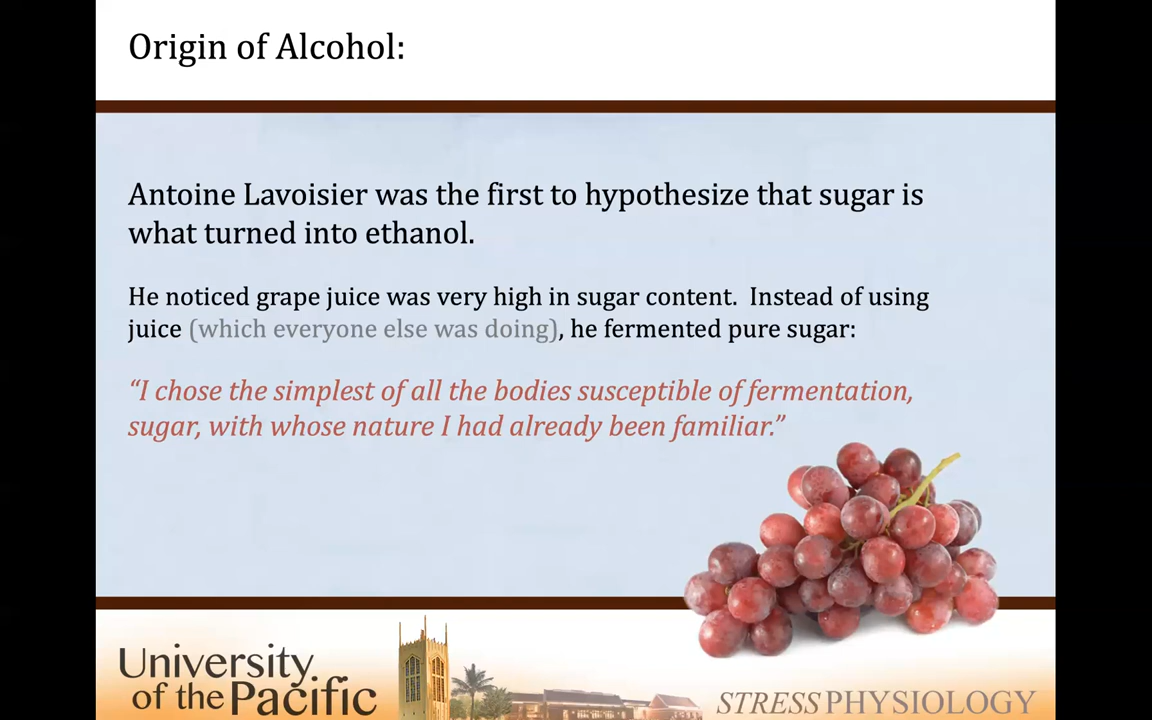 Origin of Alcohol:
Antoine Lavoisier was the first to hypothesize that sugar is
what turned into ethanol.
He noticed grape juice was very high in sugar content.  Instead of using
juice (which everyone else was doing), he fermented pure sugar:
“I chose the simplest of all the bodies susceptible of fermentation,
sugar, with whose nature I had already been familiar.”
University
of the Pacific
STRESSPHYSIOLOGY